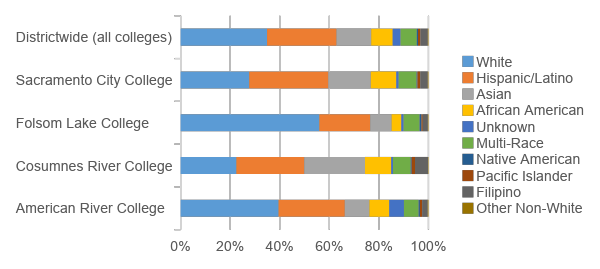 Districtwide (all colleges)
Sacramento City College
Folsom Lake College
Cosumnes River College
American River College
0% 20% 40% 60% 80% 100%
White
Hispanic/Latino
Asian
African American
Unknown
Multi-Race
Native American
Pacific Islander
Filipino
Other Non-White